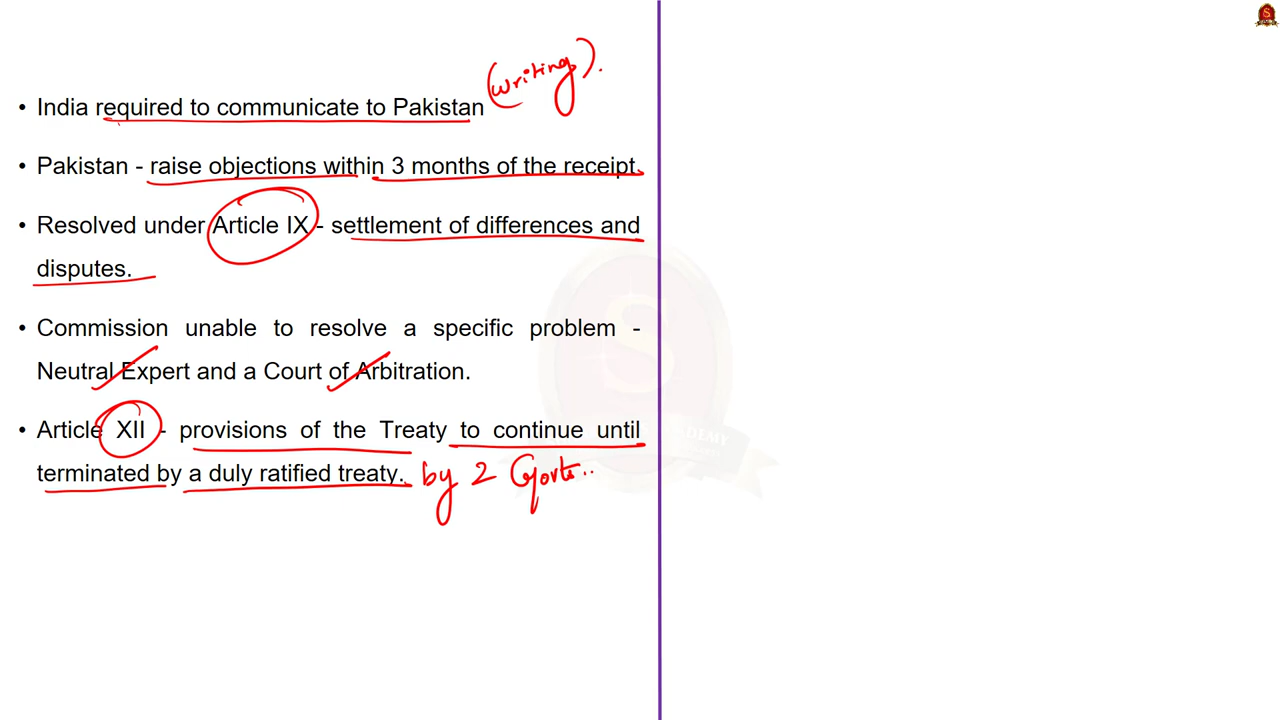 (writing).
• India required to communicate to Pakistan
• Pakistan - raise objections within 3 months of the receipt.
• Resolved under Article IX - settlement of differences and
disputes.
• Commission unable to resolve a specific problem -
Neutral Expert and a Court of Arbitration.
• Article XII - provisions of the Treaty to continue until
terminated by a duly ratified treaty. by 2 Govts..
S
ADEMY